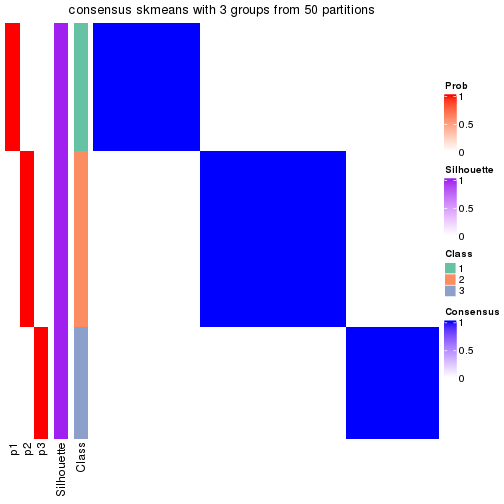 consensus skmeans with 3 groups from 50 partitions
Prob
1
0.5
0
Silhouette
1
0.5
0
Class
1
2
3
Consensus
1
0.5
0
p1
p2
p3
Silhouette
Class